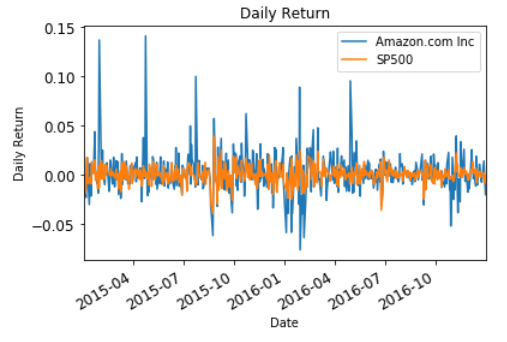 Daily Return
Amazon.com Inc
SP500
Daily Return
0.15
0.10
0.05
0.00
−0.05
2015-04
2015-07
2015-10
2016-01
2016-04
2016-07
2016-10
Date